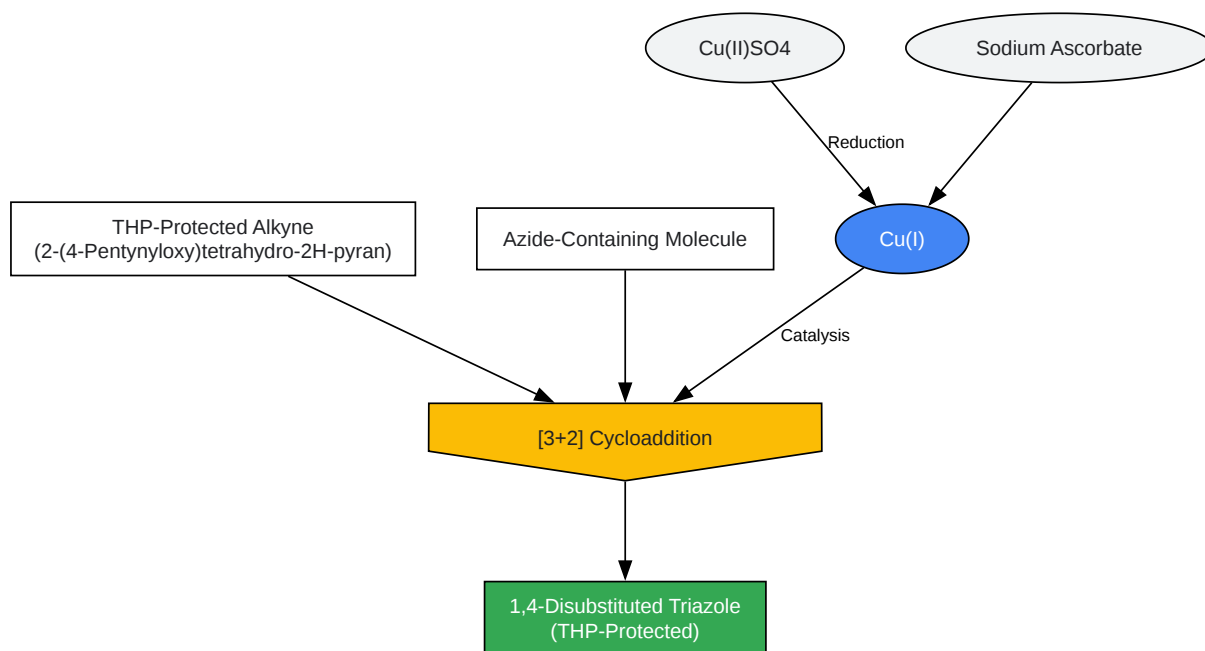 Cu(II)SO4
Sodium Ascorbate
Reduction
THP-Protected Alkyne
(2-(4-Pentynyloxy)tetrahydro-2H-pyran)
Azide-Containing Molecule
Cu(I)
Catalysis
[3+2] Cycloaddition
1,4-Disubstituted Triazole
(THP-Protected)